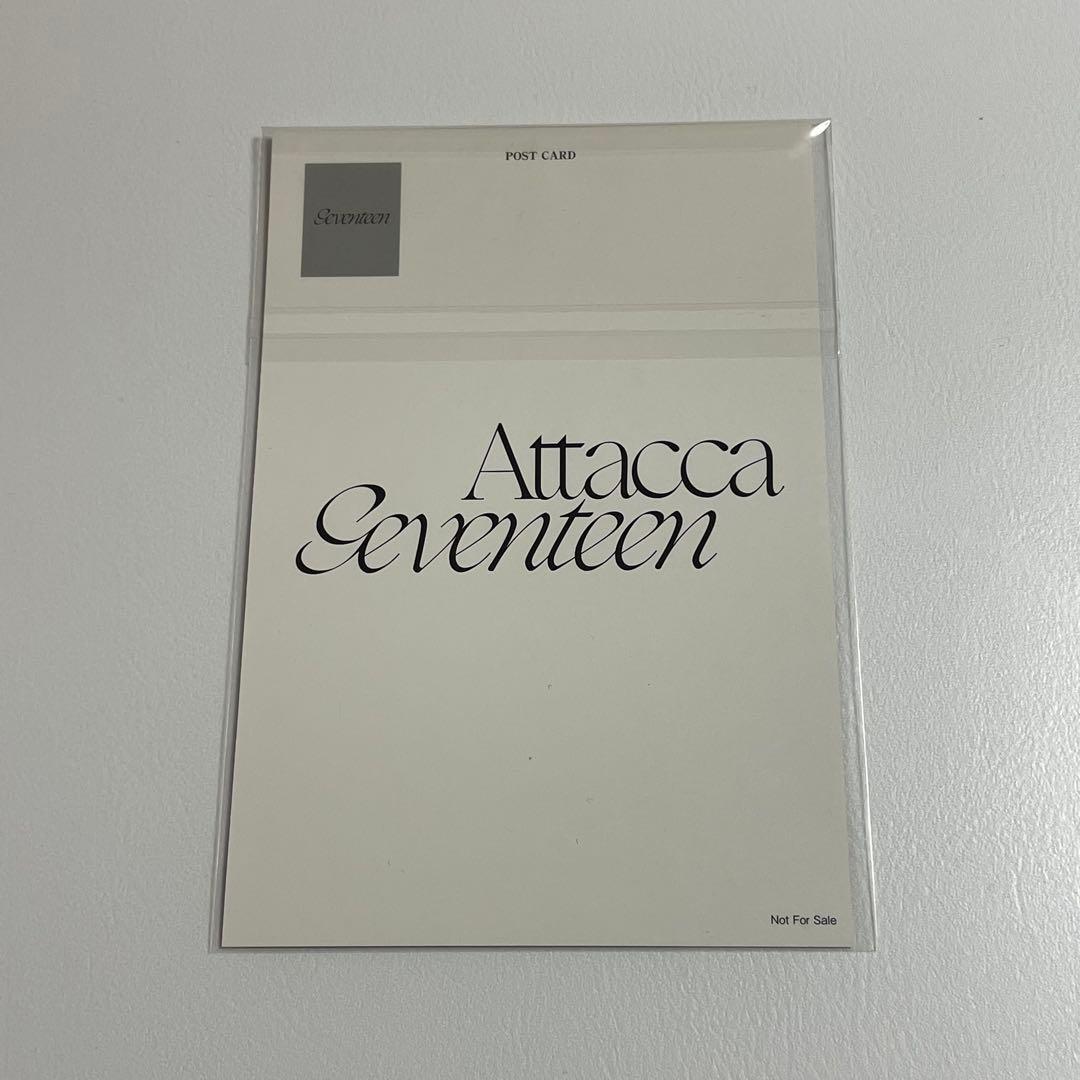 POST CARD
Seventeen
Attacca
Seventeen
Not For Sale